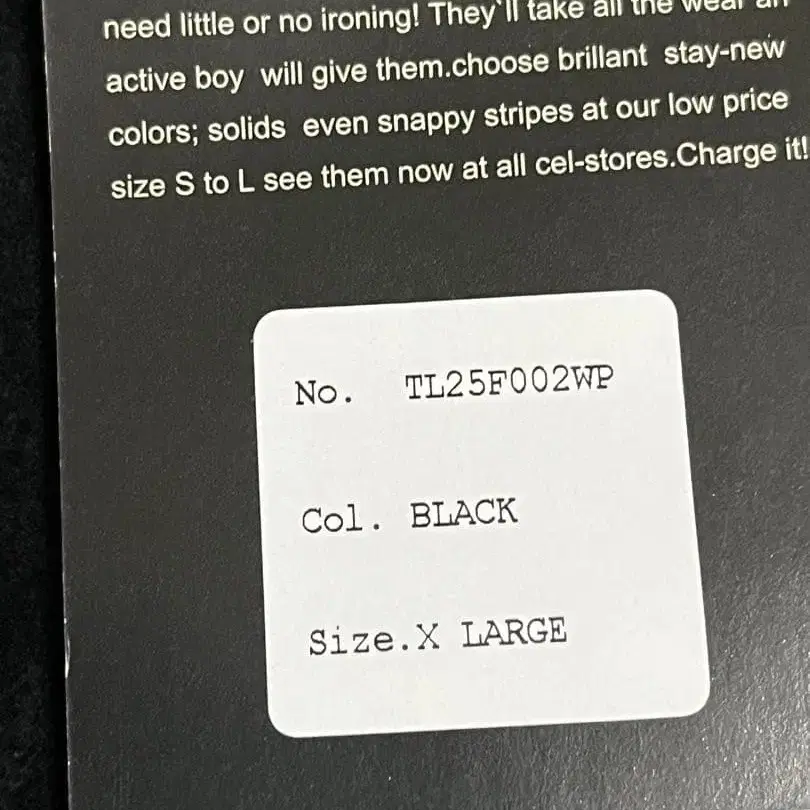 need little or no ironing! They'll take all the wear an
active boy will give them.choose brillant stay-new
colors; solids even snappy stripes at our low price
size S to L see them now at all cel-stores.Charge it!
No. TL25F002WP
Col. BLACK
Size.X LARGE